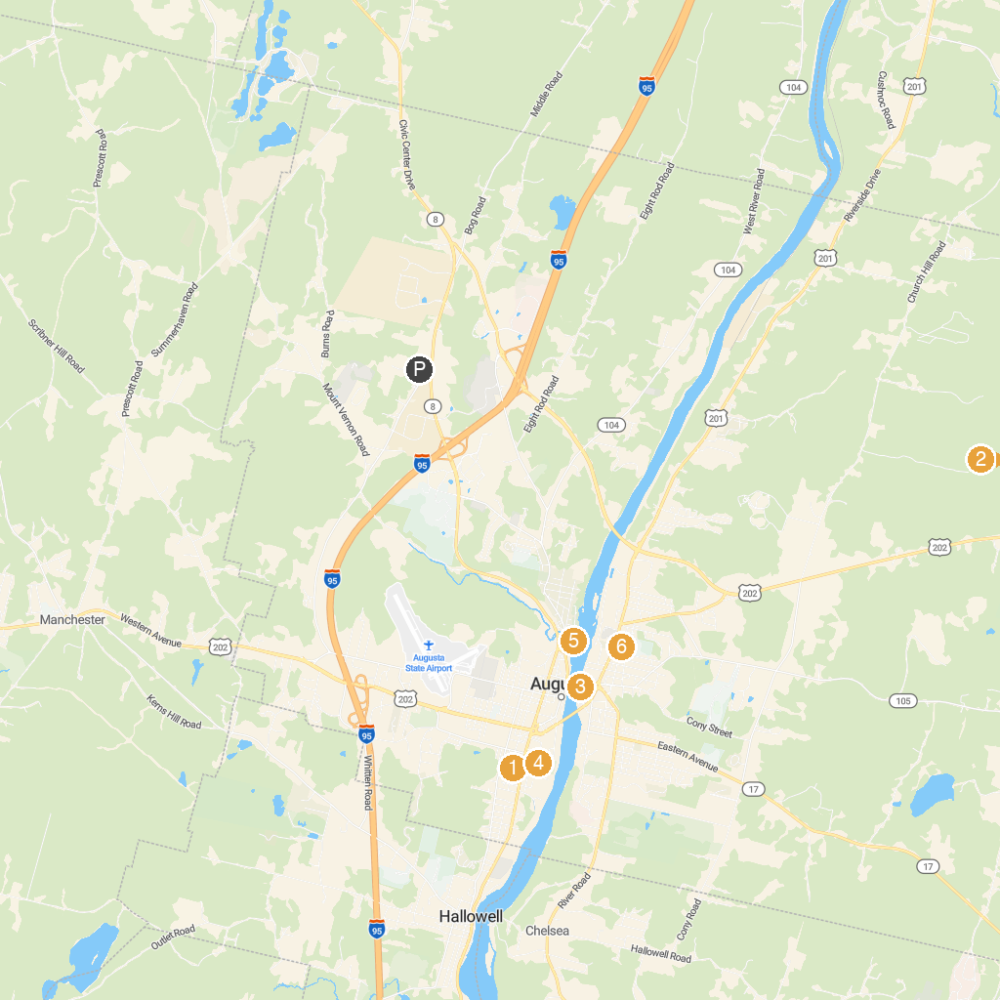 95
104
201
Cushnoc Road
Middle Road
Civic Center Drive
Prescott Road
Eight Rod Road
West River Road
Riverside Drive
Bog Road
8
104
201
95
Church Hill Road
Summerhaven Road
Burns Road
Scribner Hill Road
P
Prescott Road
Mount Vernon Road
8
Eight Rod Road
104
201
95
2
202
95
202
Manchester
Western Avenue
202
5
6
Augusta
State Airport
Augu
3
202
105
Kerns Hill Road
95
Cory Street
Eastern Avenue
1
4
Whitten Road
17
17
River Road
Hallowell
Cony Road
Chelsea
95
Outlet Road
Hallowell Road